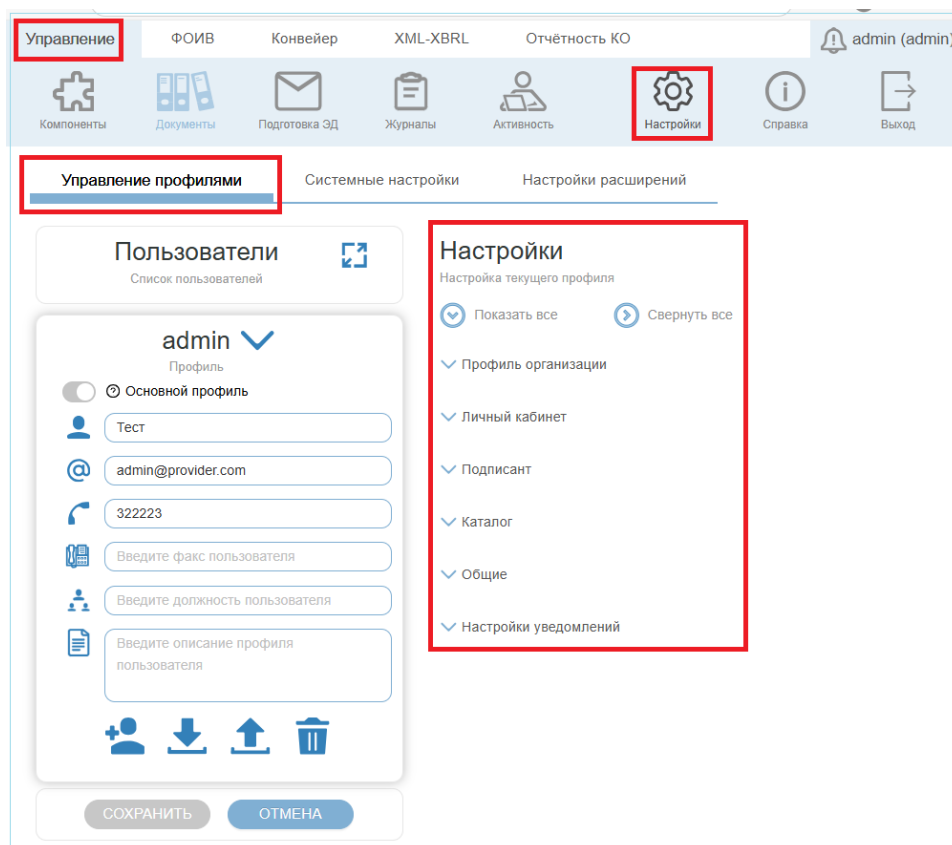 Управление ФОИВ Конвейер XML-XBRL Отчётность КО admin (admin)
Компоненты Документы Подготовка ЭД Журналы Активность Настройки Справка Выход
Управление профилями Системные настройки Настройки расширений
Пользователи
Список пользователей
admin
Профиль
Основной профиль
Тест
admin@provider.com
322223
Введите факс пользователя
Введите должность пользователя
Введите описание профиля
пользователя
СОХРАНИТЬ ОТМЕНА
Настройки
Настройка текущего профиля
Показать все Свернуть все
Профиль организации
Личный кабинет
Подписант
Каталог
Общие
Настройки уведомлений